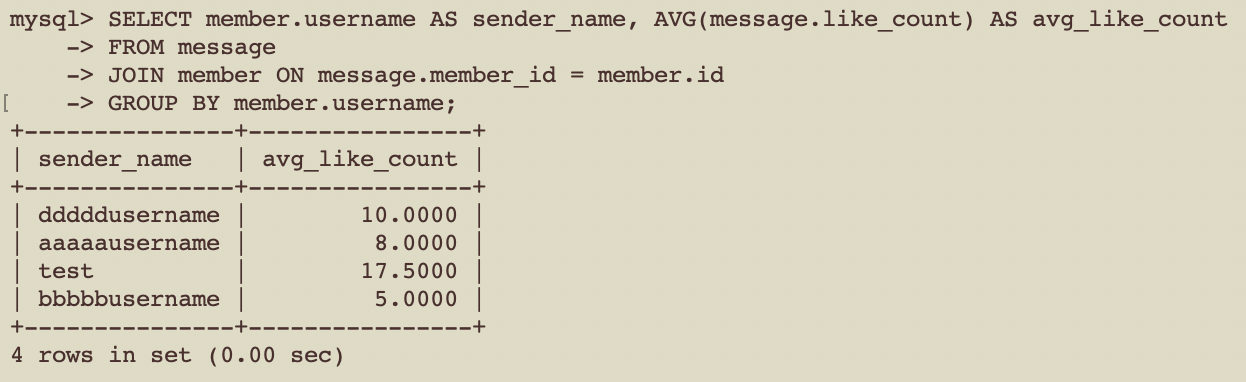 mysql> SELECT member.username AS sender_name, AVG(message.like_count) AS avg_like_count
    -> FROM message
    -> JOIN member ON message.member_id = member.id
[    -> GROUP BY member.username;
+---------------+----------------+
| sender_name   | avg_like_count |
+---------------+----------------+
| dddddusername |        10.0000 |
| aaaaausername |         8.0000 |
| test          |        17.5000 |
| bbbbbusername |         5.0000 |
+---------------+----------------+
4 rows in set (0.00 sec)